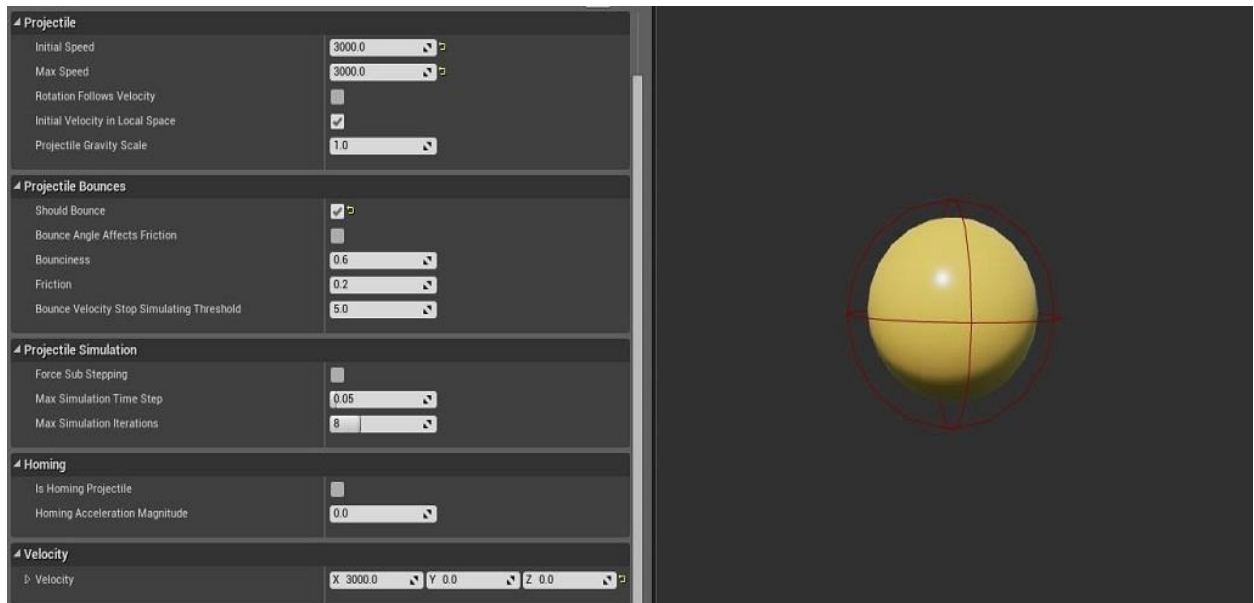 Projectile
Initial Speed 3000.0
Max Speed 3000.0
Rotation Follows Velocity
Initial Velocity in Local Space
Projectile Gravity Scale 1.0
Projectile Bounces
Should Bounce
Bounce Angle Affects Friction
Bounciness 0.6
Friction 0.2
Bounce Velocity Stop Simulating Threshold 5.0
Projectile Simulation
Force Sub Stepping
Max Simulation Time Step 0.05
Max Simulation Iterations 8
Homing
Is Homing Projectile
Homing Acceleration Magnitude 0.0
Velocity
Velocity X 3000.0 Y 0.0 Z 0.0